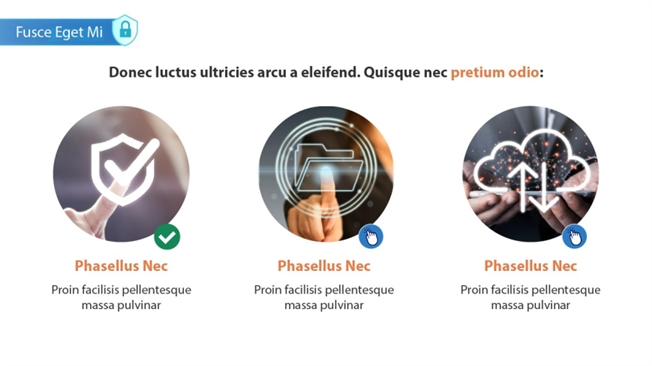 Fusce Eget Mi
Donec luctus ultricies arcu a eleifend. Quisque nec pretium odio:
Phasellus Nec
Proin facilisis pellentesque
massa pulvinar
Phasellus Nec
Proin facilisis pellentesque
massa pulvinar
Phasellus Nec
Proin facilisis pellentesque
massa pulvinar